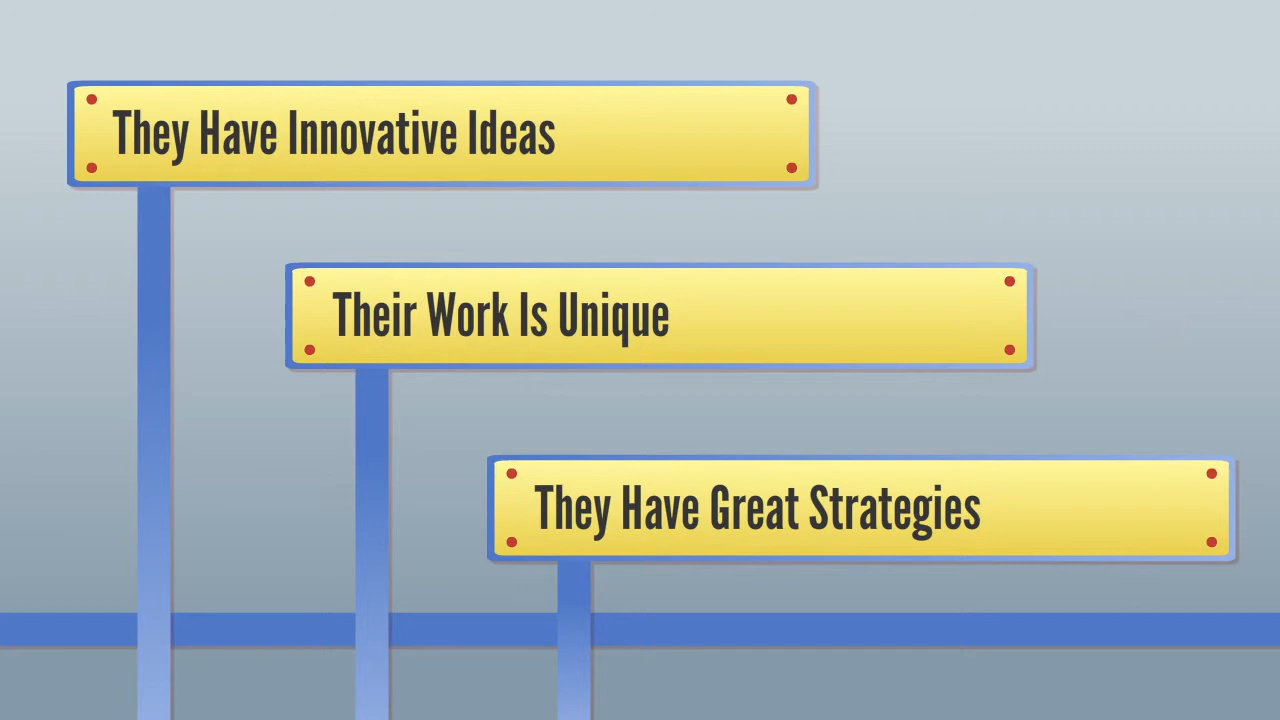 They Have Innovative Ideas
Their Work Is Unique
They Have Great Strategies